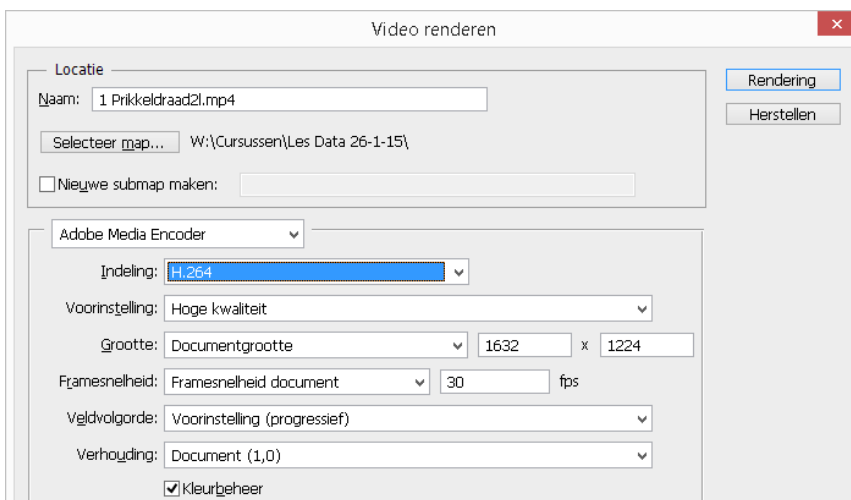 Video renderen
Locatie
Naam: 1 Prikkeldraad2l.mp4
Selecteer map... W:\Cursussen\Les Data 26-1-15\
Nieuwe submap maken:
Rendering
Herstellen
Adobe Media Encoder
Indeling: H.264
Voorinstelling: Hoge kwaliteit
Grootte: Documentgrootte 1632 x 1224
Framesnelheid: Framesnelheid document 30 fps
Veldvolgorde: Voorinstelling (progressief)
Verhouding: Document (1,0)
Kleurbeheer